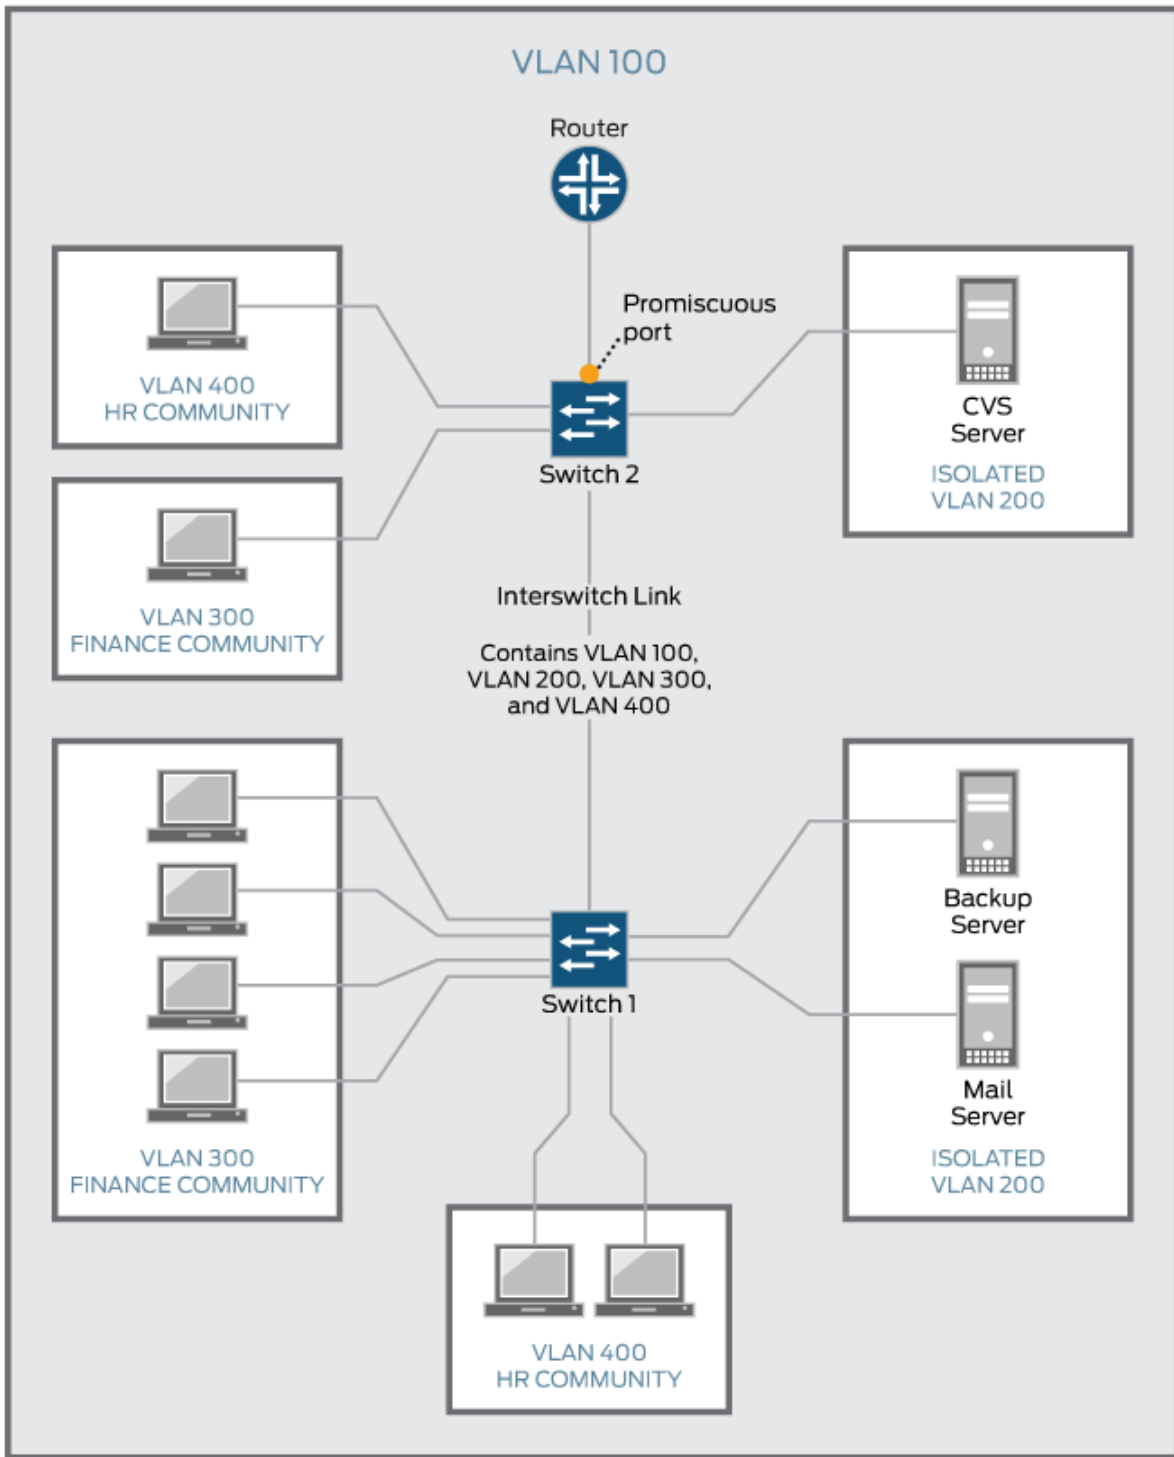 VLAN 100
Router
Promiscuous
port
VLAN 400
HR COMMUNITY
CVS
Server
Switch 2
ISOLATED
VLAN 200
VLAN 300
FINANCE COMMUNITY
Interswitch Link
Contains VLAN 100,
VLAN 200, VLAN 300,
and VLAN 400
Backup
Server
Switch 1
Mail
Server
VLAN 300
FINANCE COMMUNITY
ISOLATED
VLAN 200
VLAN 400
HR COMMUNITY